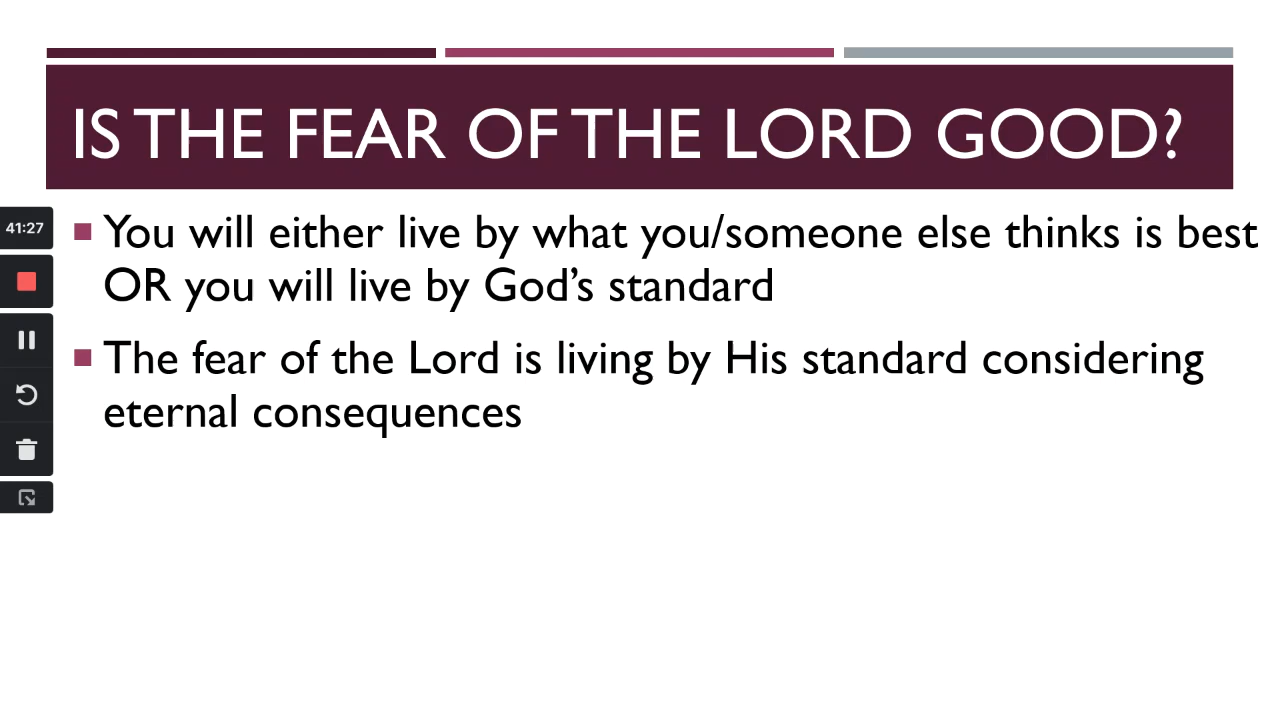 IS THE FEAR OF THE LORD GOOD?
41:27
You will either live by what you/someone else thinks is best
OR you will live by God’s standard
The fear of the Lord is living by His standard considering
eternal consequences